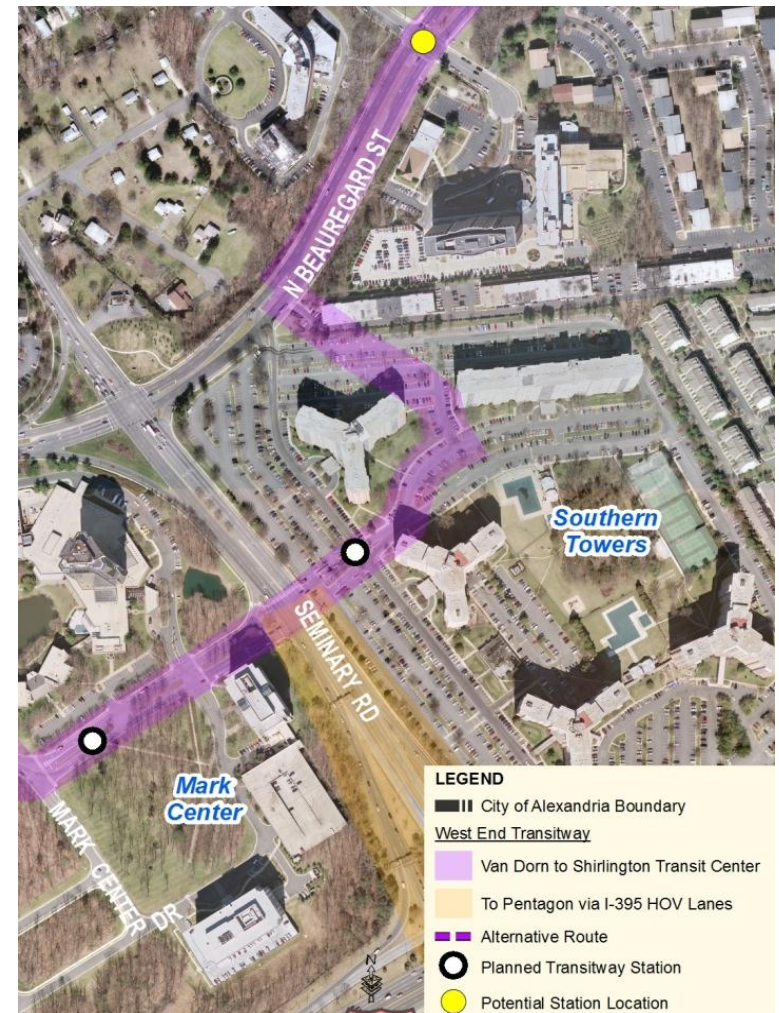 N BEAUREGARD ST
Southern
Towers
SEMINARY RD
Mark
Center
MARK CENTER DR
N
LEGEND
City of Alexandria Boundary
West End Transitway
Van Dorn to Shirlington Transit Center
To Pentagon via I-395 HOV Lanes
Alternative Route
Planned Transitway Station
Potential Station Location